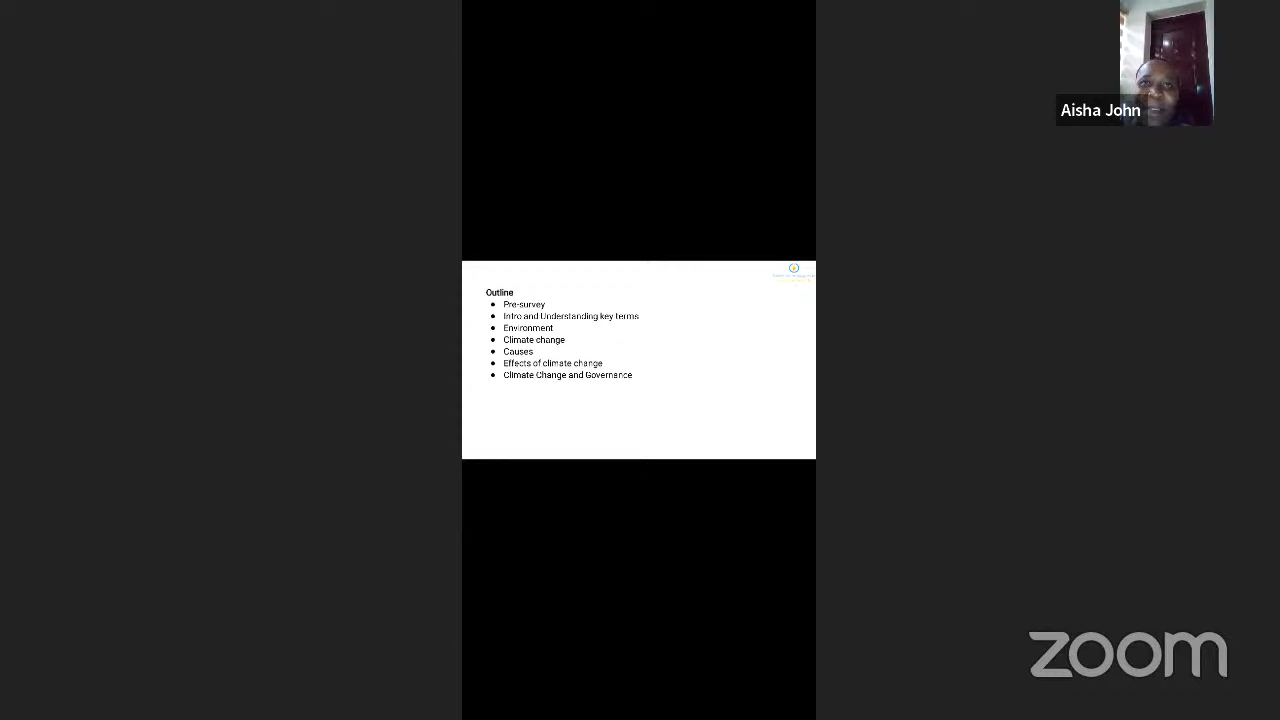 Aisha John
Outline
● Pre-survey
● Intro and Understanding key terms
● Environment
● Climate change
● Causes
● Effects of climate change
● Climate Change and Governance
zoom